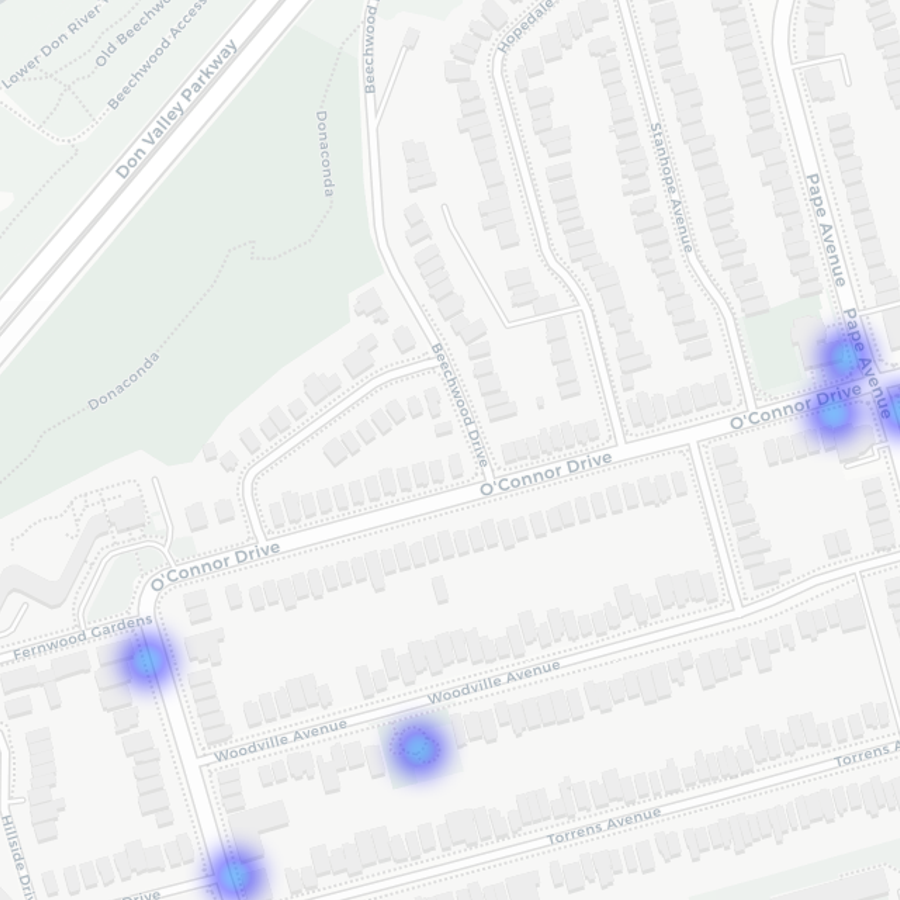 Hopedale
Lower Don River
Old Beechwo
Beechwood Access
Don Valley Parkway
Beechwood
Donaconda
Stanhope Avenue
Pape Avenue
Donaconda
Beechwood Drive
Pape Avenue
O'Connor Drive
O'Connor Drive
O'Connor Drive
Fernwood Gardens
Woodville Avenue
Woodville Avenue
Torrens A
Torrens Avenue
Hillside Driv
Drive